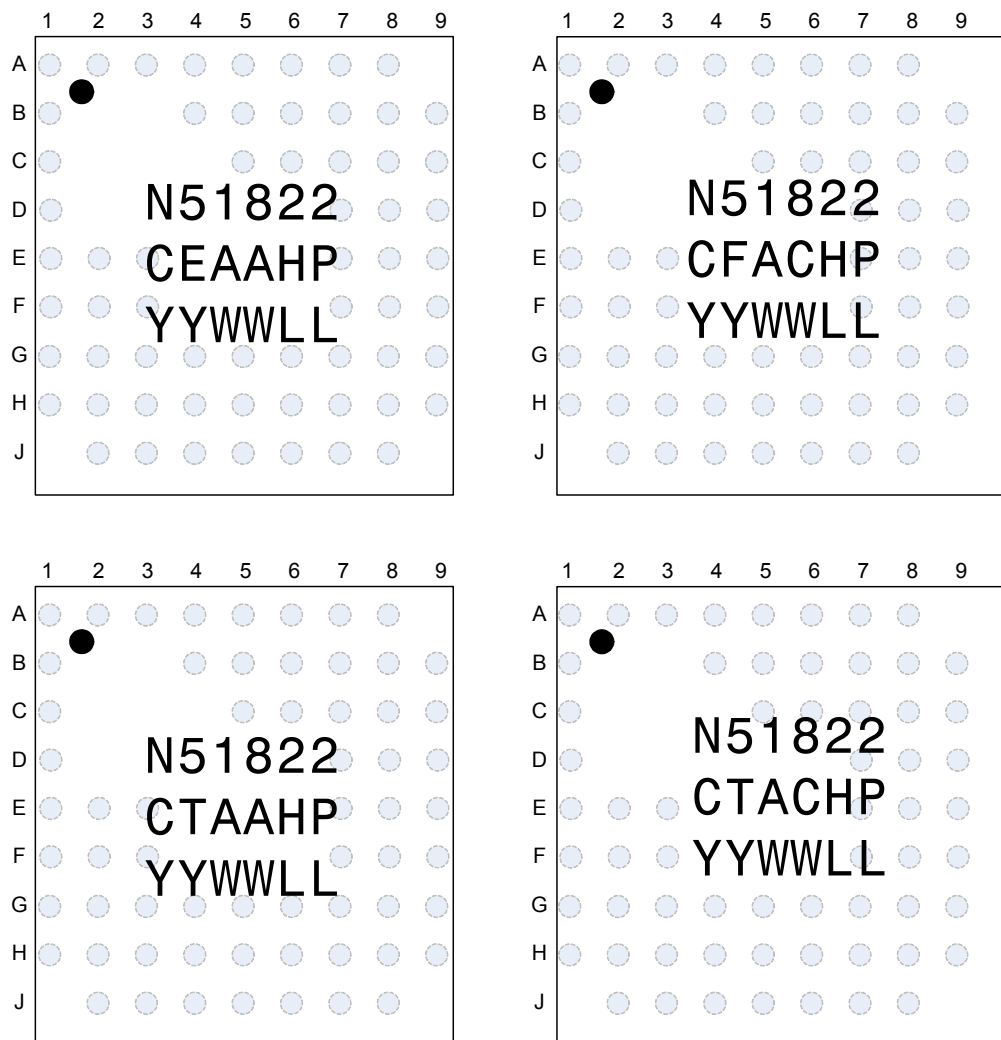 1 2 3 4 5 6 7 8 9
A
B
C
D
E
F
G
H
J
N51822
CEAAHP
YYWWLL
1 2 3 4 5 6 7 8 9
A
B
C
D
E
F
G
H
J
N51822
CFACHP
YYWWLL
1 2 3 4 5 6 7 8 9
A
B
C
D
E
F
G
H
J
N51822
CTAAHP
YYWWLL
1 2 3 4 5 6 7 8 9
A
B
C
D
E
F
G
H
J
N51822
CTACHP
YYWWLL